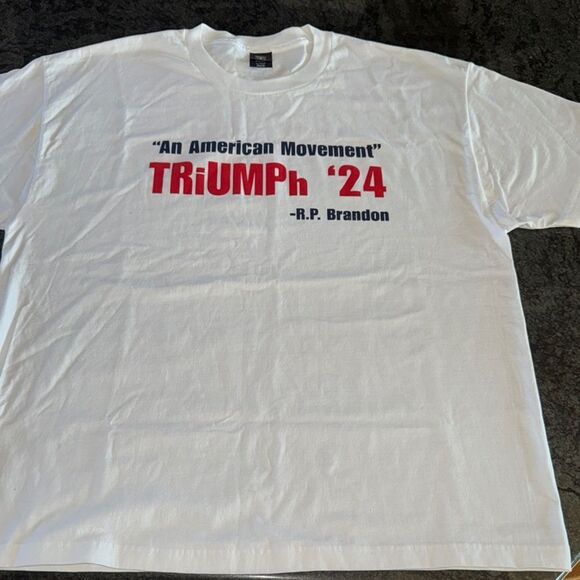 “An American Movement”
TRiUMPh ‘24
-R.P. Brandon